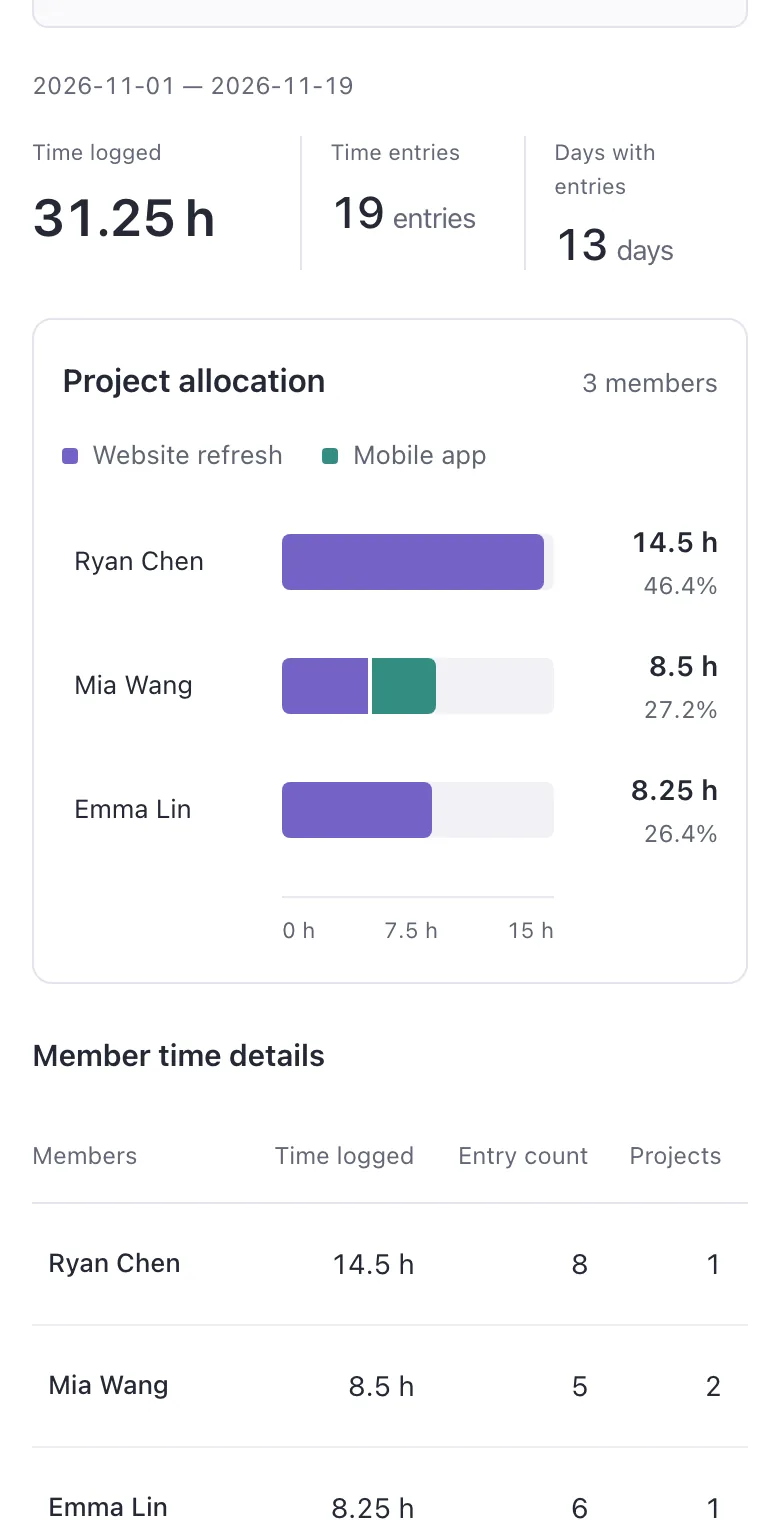 2026-11-01 — 2026-11-19
Time logged
31.25 h
Time entries
19 entries
Days with
entries
13 days
Project allocation
3 members
Website refresh
Mobile app
Ryan Chen
14.5 h
46.4%
Mia Wang
8.5 h
27.2%
Emma Lin
8.25 h
26.4%
0 h 7.5 h 15 h
Member time details
Members Time logged Entry count Projects
Ryan Chen 14.5 h 8 1
Mia Wang 8.5 h 5 2
Emma Lin 8.25 h 6 1